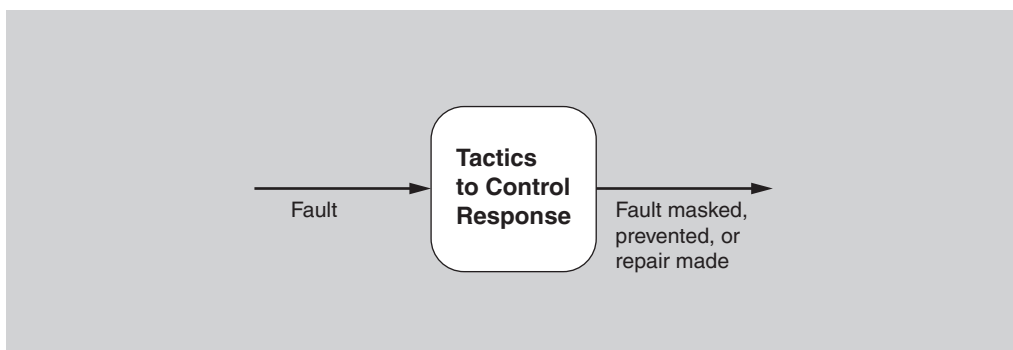 Fault
Tactics
to Control
Response
Fault masked,
prevented, or
repair made